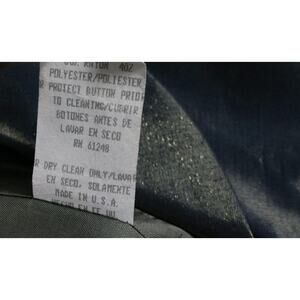 POLYESTER/POLIESTER
R PROTECT BUTTON PRIOR
TO CLEANING/CUBRIR
BOTONES ANTES DE
LAVAR EN SECO
RN 61248
R DRY CLEAN ONLY/LAVAR
EN SECO, SOLAMENTE
MADE IN U.S.A.